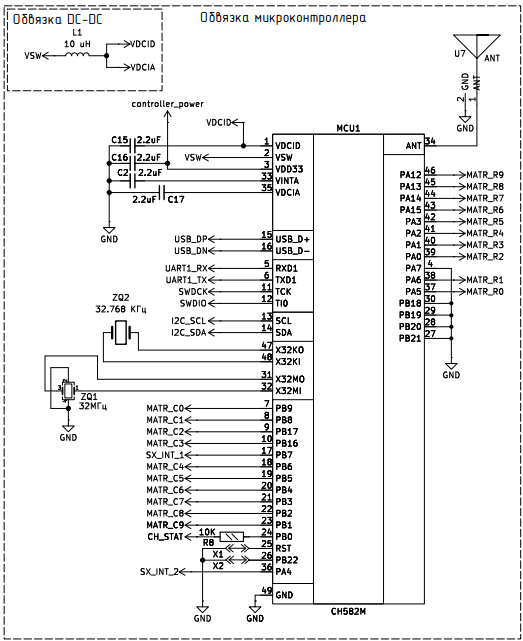 Обвязка DC-DC
L1
10 uH
VSW
VDCID
VDCIA
Обвязка микроконтроллера
U7
ANT
2 GND
1 ANT
GND
controller_power
VDCID
MCU1
C15 2.2uF
1 VDCID
ANT 34
VSW
2 VSW
C16 2.2uF
3 VDD33
C2 2.2uF
33 VINTA
2.2uF C17
35 VDCIA
GND
PA12 46 MATR_R9
PA13 45 MATR_R8
PA14 44 MATR_R7
PA15 43 MATR_R6
PA3 42 MATR_R5
PA2 41 MATR_R4
PA1 40 MATR_R3
PA0 39 MATR_R2
PA7 4
PA6 38 MATR_R1
PA5 37 MATR_R0
PB18 30
PB19 29
PB20 28
PB21 27
GND
USB_DP 15 USB_D+
USB_DN 16 USB_D-
UART1_RX 5 RXD1
UART1_TX 6 TXD1
SWDCK 11 TCK
SWDIO 12 TIO
I2C_SCL 13 SCL
I2C_SDA 14 SDA
ZQ2
32.768 КГц
47 X32KO
48 X32KI
31 X32MO
32 X32MI
3
1
ZQ1
32МГц
GND
MATR_C0 7 PB9
MATR_C1 8 PB8
MATR_C2 9 PB17
MATR_C3 10 PB16
SX_INT_1 17 PB7
MATR_C4 18 PB6
MATR_C5 19 PB5
MATR_C6 20 PB4
MATR_C7 21 PB3
MATR_C8 22 PB2
MATR_C9 23 PB1
CH_STAT 10K 24 PB0
R8
25 RST
X1
26 PB22
X2
SX_INT_2 36 PA4
49 GND
GND
GND
CH582M